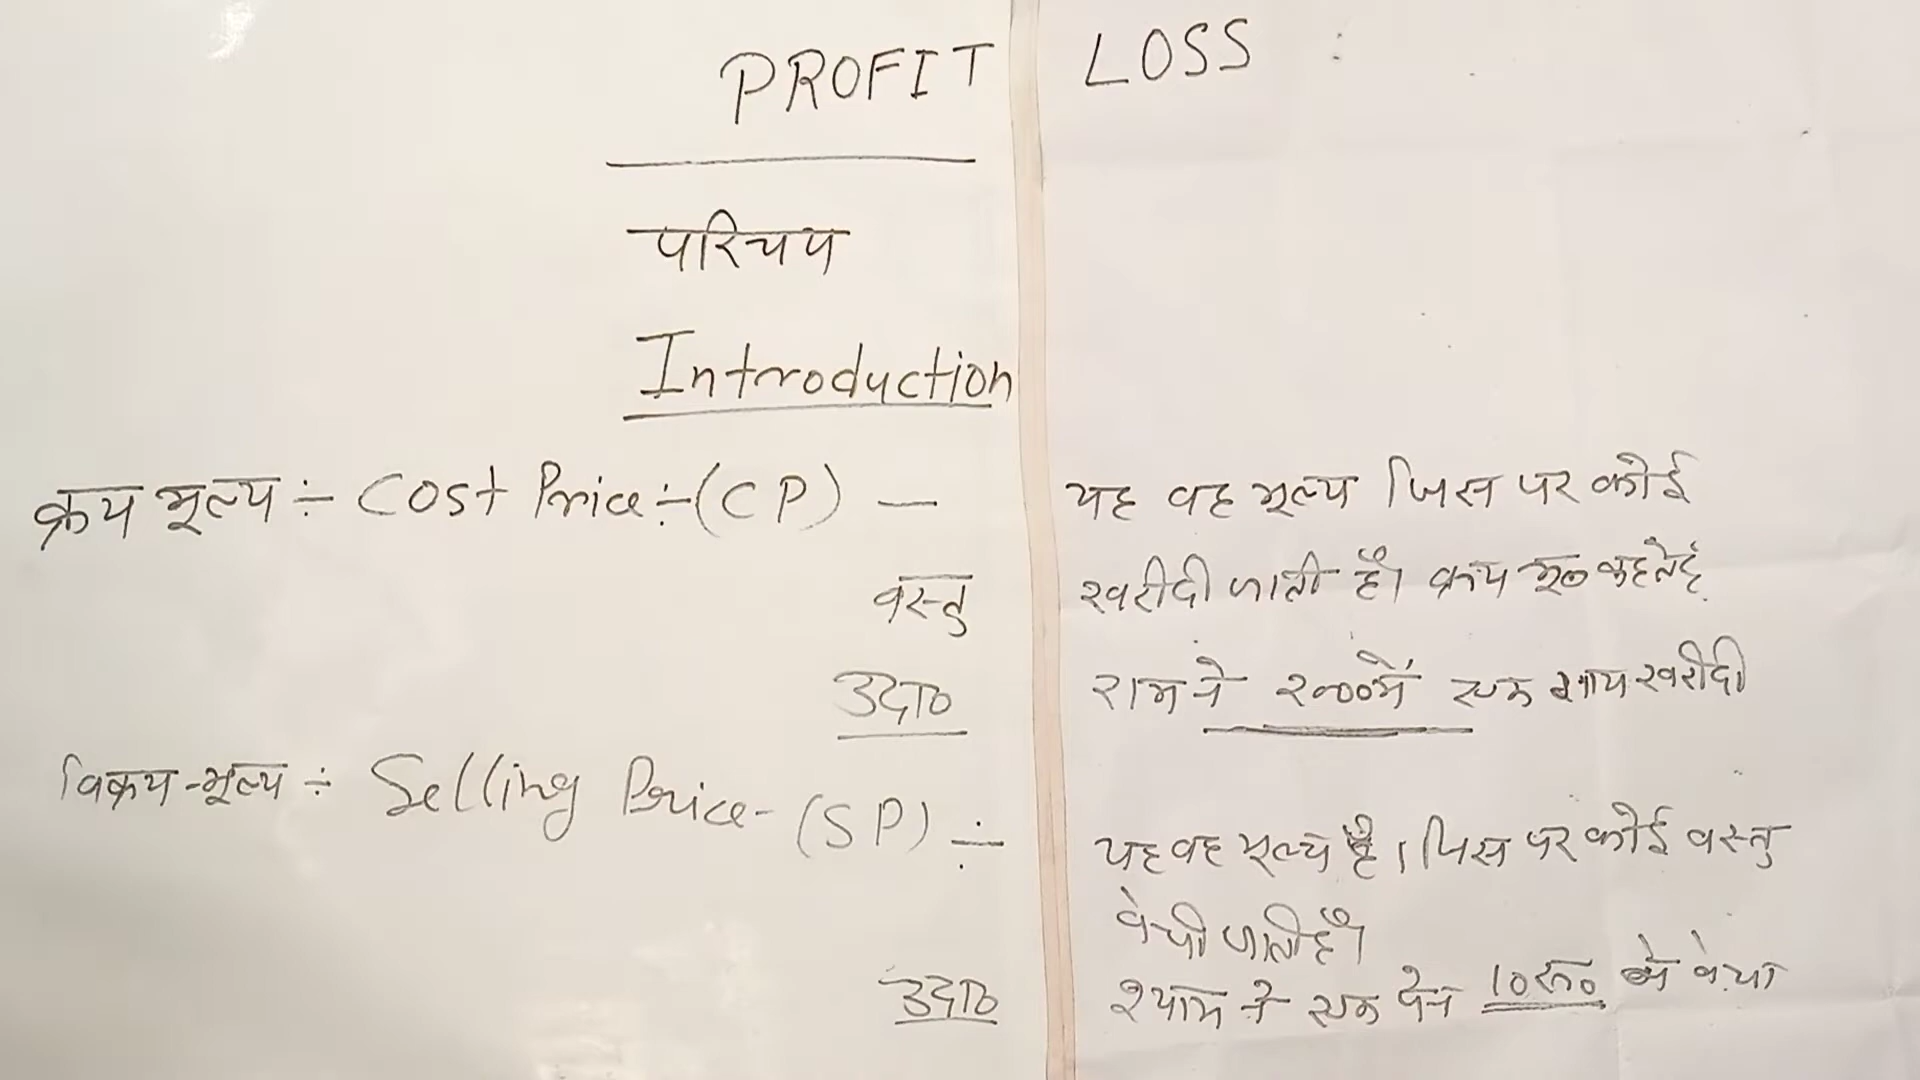 PROFIT LOSS
परिचय
Introduction
क्रय मूल्य ÷ Cost Price ÷ (CP) — यह वह मूल्य जिस पर कोई
वस्तु खरीदी जाती है। क्रय मू० कहते हैं
उदा० राम ने २००० में एक गाय खरीदी
विक्रय-मूल्य ÷ Selling Price - (SP) ÷ यह वह मूल्य है। जिस पर कोई वस्तु
बेची जाती है।
उदा० श्याम ने एक पेन 10 रु० में बेचा